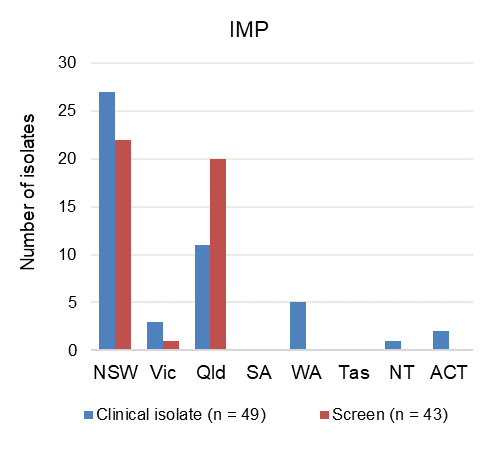 IMP
30
25
20
15
10
5
0
Number of isolates
NSW Vic Qld SA WA Tas NT ACT
Clinical isolate (n = 49) Screen (n = 43)